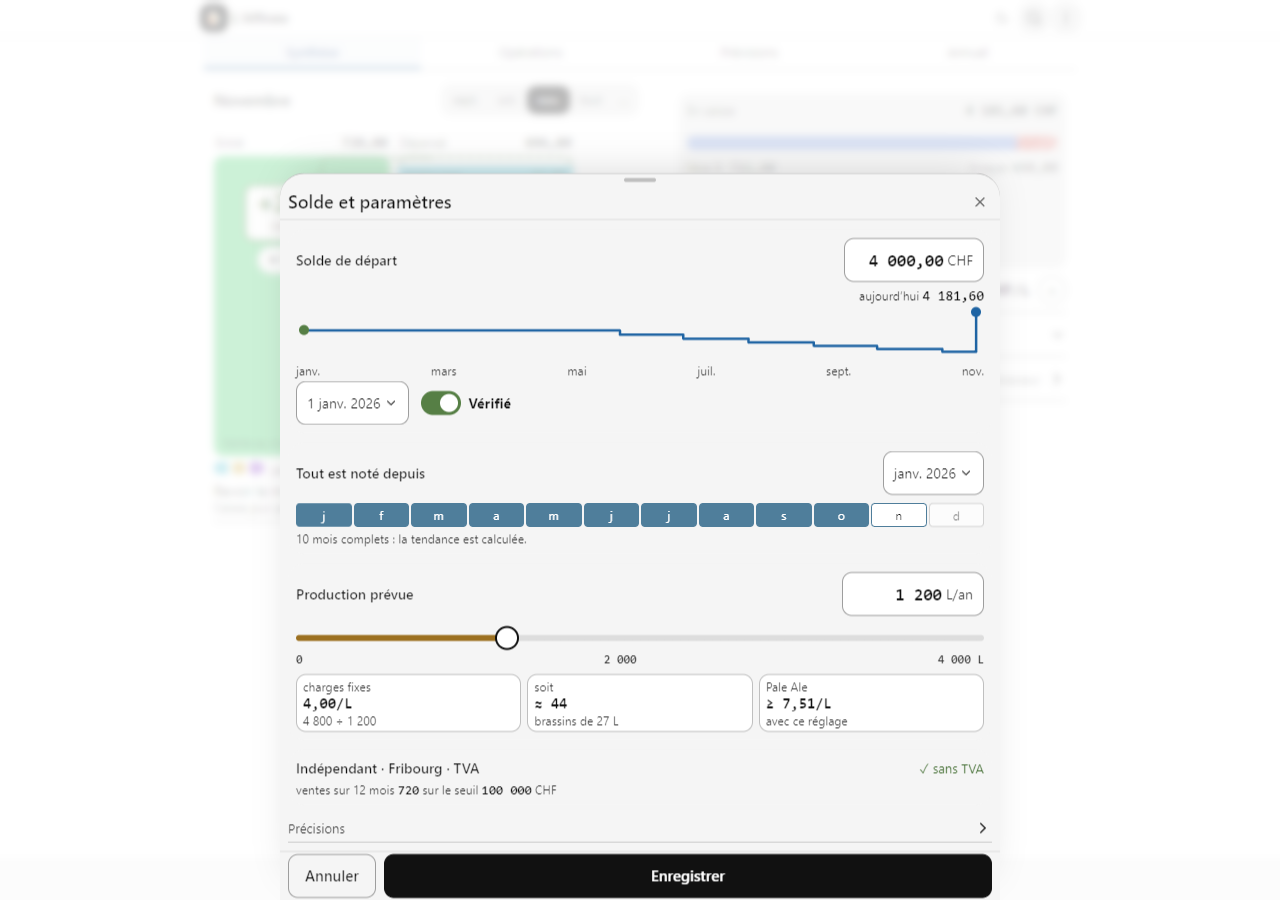 Novembre
Solde et paramètres
Solde de départ
4 000,00 CHF
aujourd'hui 4 181,60
janv. mars mai juil. sept. nov.
1 janv. 2026
Vérifié
Tout est noté depuis
janv. 2026
j f m a m j j a s o n d
10 mois complets : la tendance est calculée.
Production prévue
1 200 L/an
0 2 000 4 000 L
charges fixes
4,00/L
4 800 ÷ 1 200
soit
≈ 44
brassins de 27 L
Pale Ale
≥ 7,51/L
avec ce réglage
Indépendant · Fribourg · TVA
✓ sans TVA
ventes sur 12 mois 720 sur le seuil 100 000 CHF
Précisions
Annuler
Enregistrer